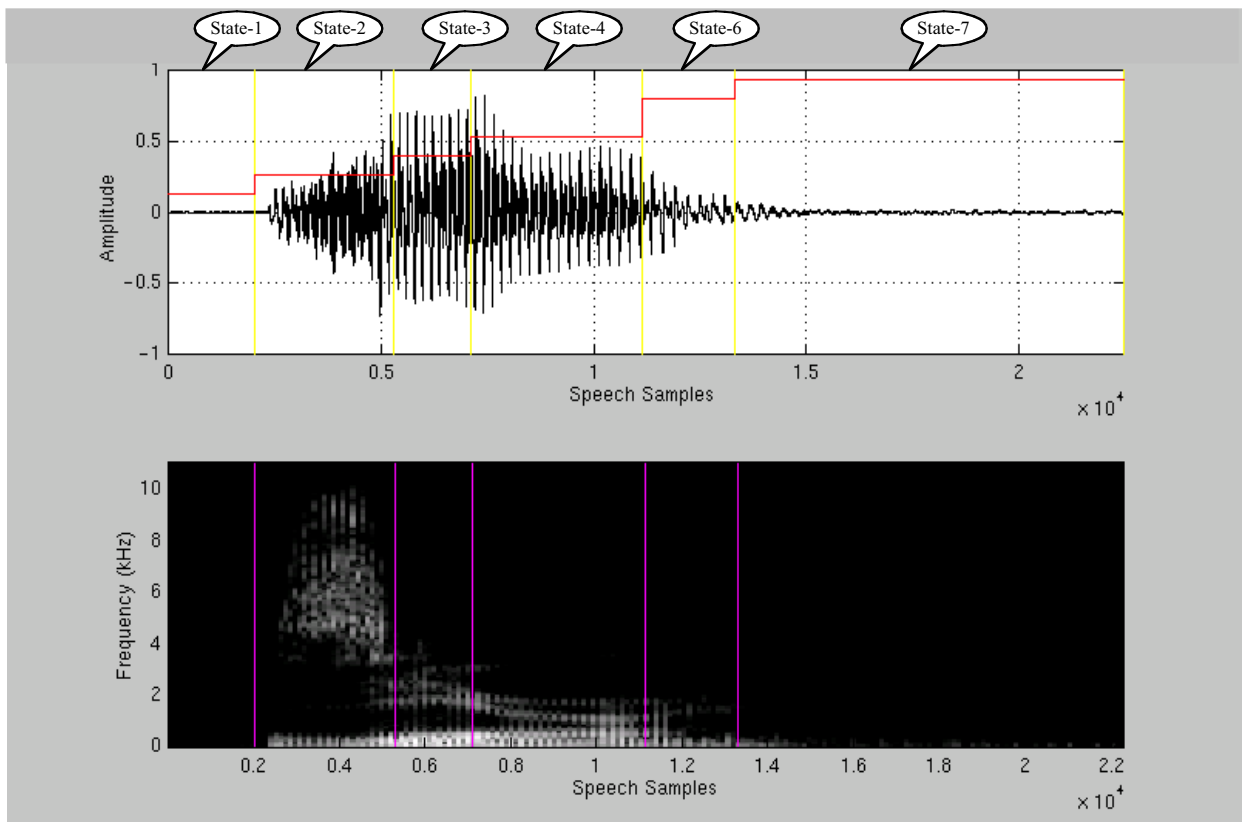 State-1 State-2 State-3 State-4 State-6 State-7
1
0.5
0
−0.5
−1
Amplitude
0 0.5 1 1.5 2
Speech Samples
× 10⁴
10
8
6
4
2
0
Frequency (kHz)
0.2 0.4 0.6 0.8 1 1.2 1.4 1.6 1.8 2 2.2
Speech Samples
× 10⁴